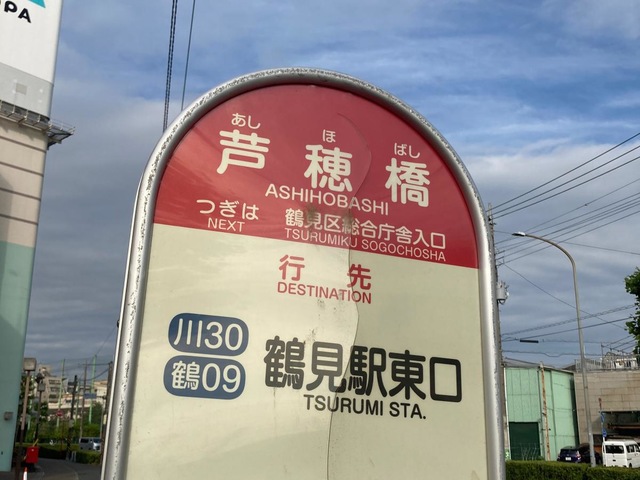 PA
あし ほ ばし
芦穂橋
ASHIHOBASHI
つぎは 鶴見区総合庁舎入口
NEXT TSURUMIKU SOGOCHOSHA
行先
DESTINATION
川30
鶴09
鶴見駅東口
TSURUMI STA.